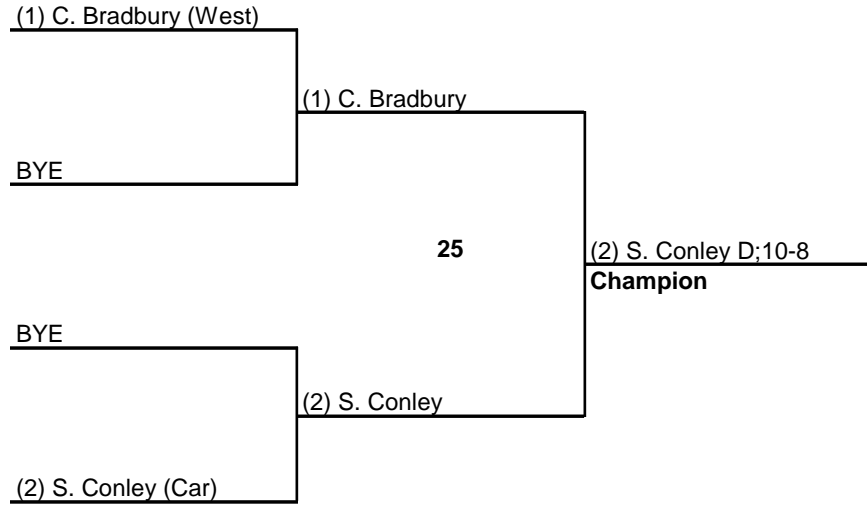 (1) C. Bradbury (West)
(1) C. Bradbury
BYE
25
(2) S. Conley D;10-8
Champion
BYE
(2) S. Conley
(2) S. Conley (Car)